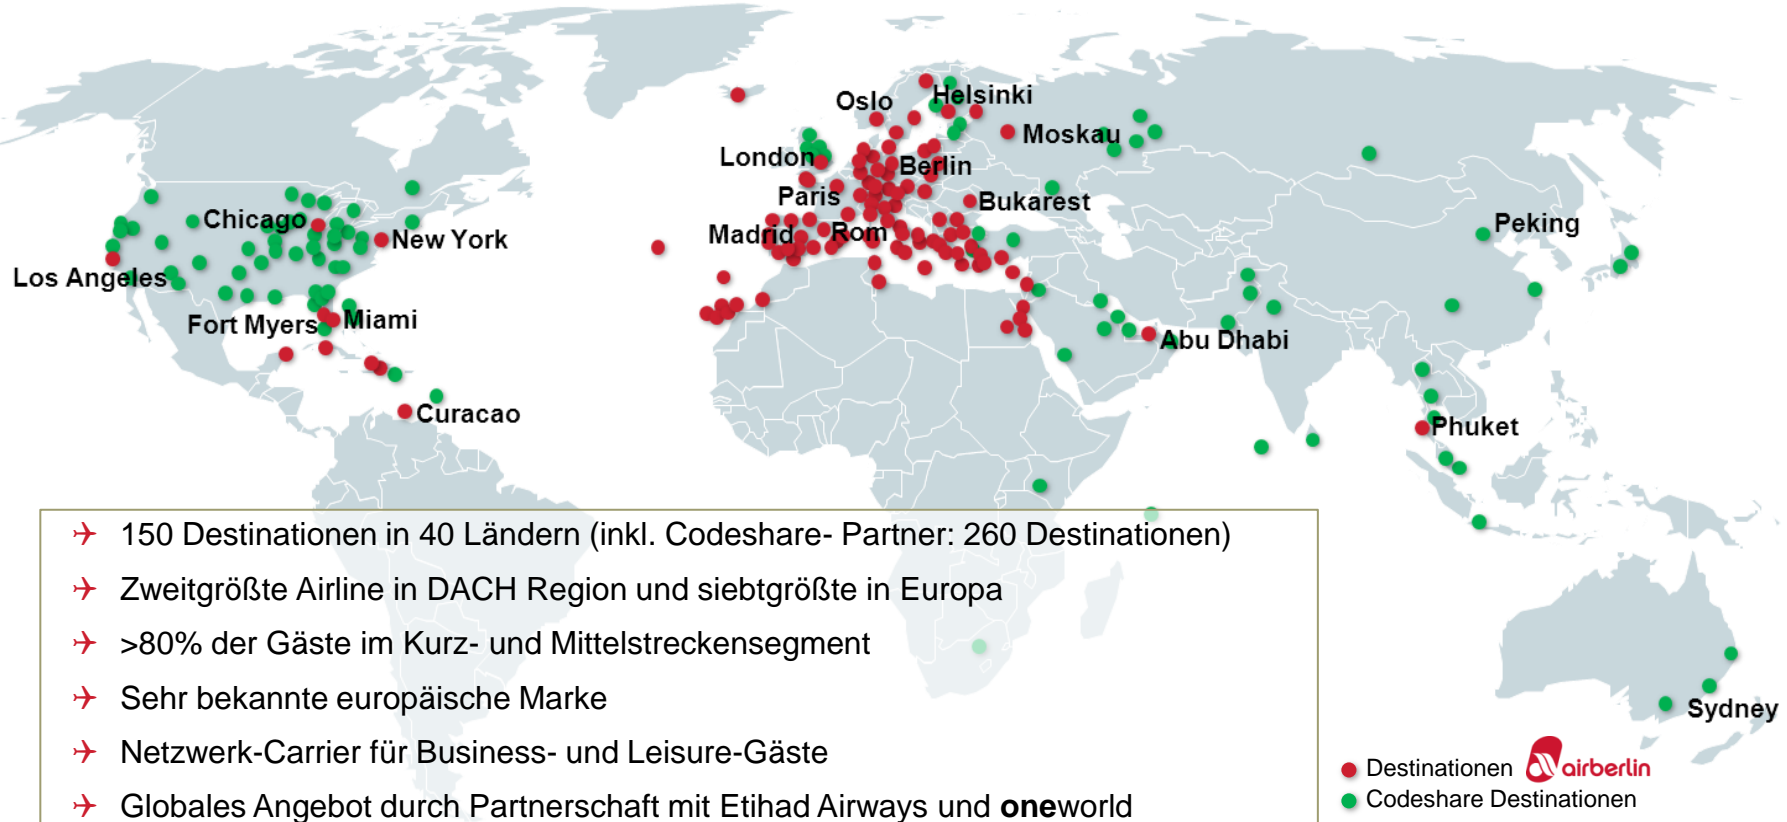 Oslo
Helsinki
Moskau
London
Berlin
Paris
Bukarest
Chicago
New York
Madrid
Rom
Peking
Los Angeles
Fort Myers
Miami
Abu Dhabi
Curacao
Phuket
150 Destinationen in 40 Ländern (inkl. Codeshare- Partner: 260 Destinationen)
Zweitgrößte Airline in DACH Region und siebtgrößte in Europa
>80% der Gäste im Kurz- und Mittelstreckensegment
Sehr bekannte europäische Marke
Netzwerk-Carrier für Business- und Leisure-Gäste
Globales Angebot durch Partnerschaft mit Etihad Airways und oneworld
Sydney
Destinationen airberlin
Codeshare Destinationen